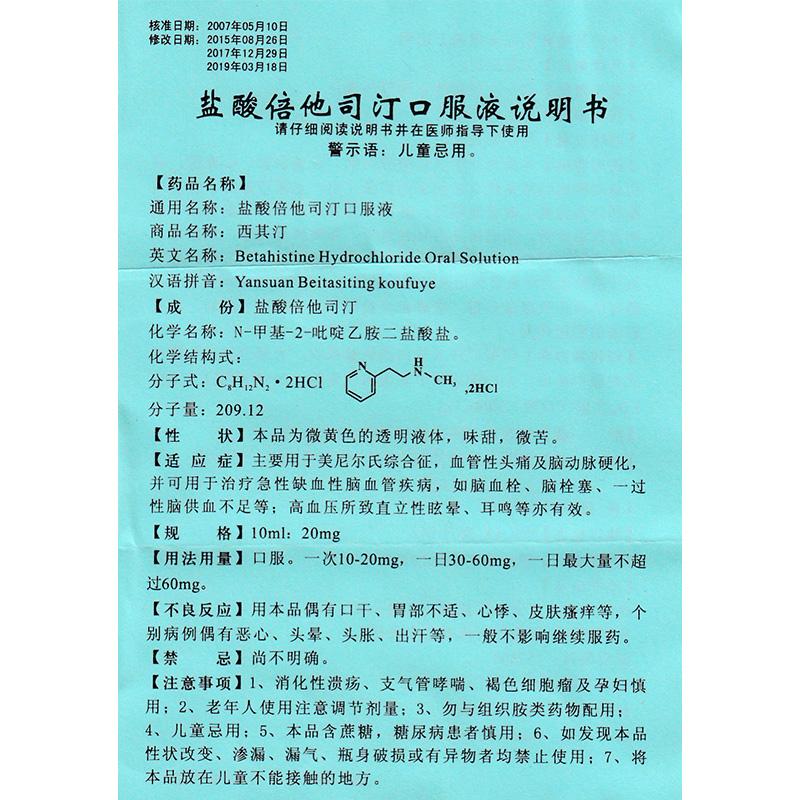 核准日期：2007年05月10日
修改日期：2015年08月26日
2017年12月29日
2019年03月18日
盐酸倍他司汀口服液说明书
请仔细阅读说明书并在医师指导下使用
警示语：儿童忌用。
【药品名称】
通用名称：盐酸倍他司汀口服液
商品名称：西其汀
英文名称：Betahistine Hydrochloride Oral Solution
汉语拼音：Yansuan Beitasiting koufuye
【成　　份】盐酸倍他司汀
化学名称：N-甲基-2-吡啶乙胺二盐酸盐。
化学结构式：
N H N CH₃ ,2HCl
分子式：C₈H₁₂N₂·2HCl
分子量：209.12
【性　　状】本品为微黄色的透明液体，味甜，微苦。
【适 应 症】主要用于美尼尔氏综合征，血管性头痛及脑动脉硬化，
并可用于治疗急性缺血性脑血管疾病，如脑血栓、脑栓塞、一过
性脑供血不足等；高血压所致直立性眩晕、耳鸣等亦有效。
【规　　格】10ml：20mg
【用法用量】口服。一次10-20mg，一日30-60mg，一日最大量不超
过60mg。
【不良反应】用本品偶有口干、胃部不适、心悸、皮肤瘙痒等，个
别病例偶有恶心、头晕、头胀、出汗等，一般不影响继续服药。
【禁　　忌】尚不明确。
【注意事项】1、消化性溃疡、支气管哮喘、褐色细胞瘤及孕妇慎
用；2、老年人使用注意调节剂量；3、勿与组织胺类药物配用；
4、儿童忌用；5、本品含蔗糖，糖尿病患者慎用；6、如发现本品
性状改变、渗漏、漏气、瓶身破损或有异物者均禁止使用；7、将
本品放在儿童不能接触的地方。